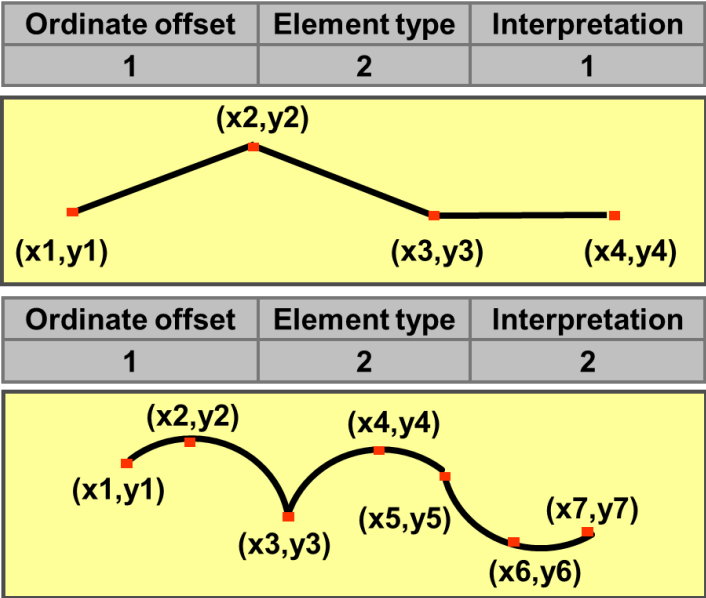 Ordinate offset Element type Interpretation
1 2 1
(x2,y2)
(x1,y1) (x3,y3) (x4,y4)
Ordinate offset Element type Interpretation
1 2 2
(x2,y2) (x4,y4)
(x1,y1) (x5,y5) (x7,y7)
(x3,y3) (x6,y6)